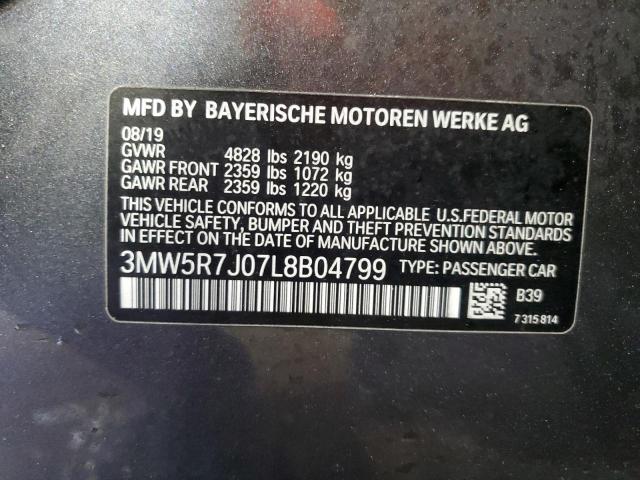 MFD BY BAYERISCHE MOTOREN WERKE AG
08/19
GVWR 4828 lbs 2190 kg
GAWR FRONT 2359 lbs 1072 kg
GAWR REAR 2359 lbs 1220 kg
THIS VEHICLE CONFORMS TO ALL APPLICABLE U.S.FEDERAL MOTOR
VEHICLE SAFETY, BUMPER AND THEFT PREVENTION STANDARDS
IN EFFECT ON THE DATE OF MANUFACTURE SHOWN ABOVE.
3MW5R7J07L8B04799 TYPE: PASSENGER CAR
B39
7 315 814